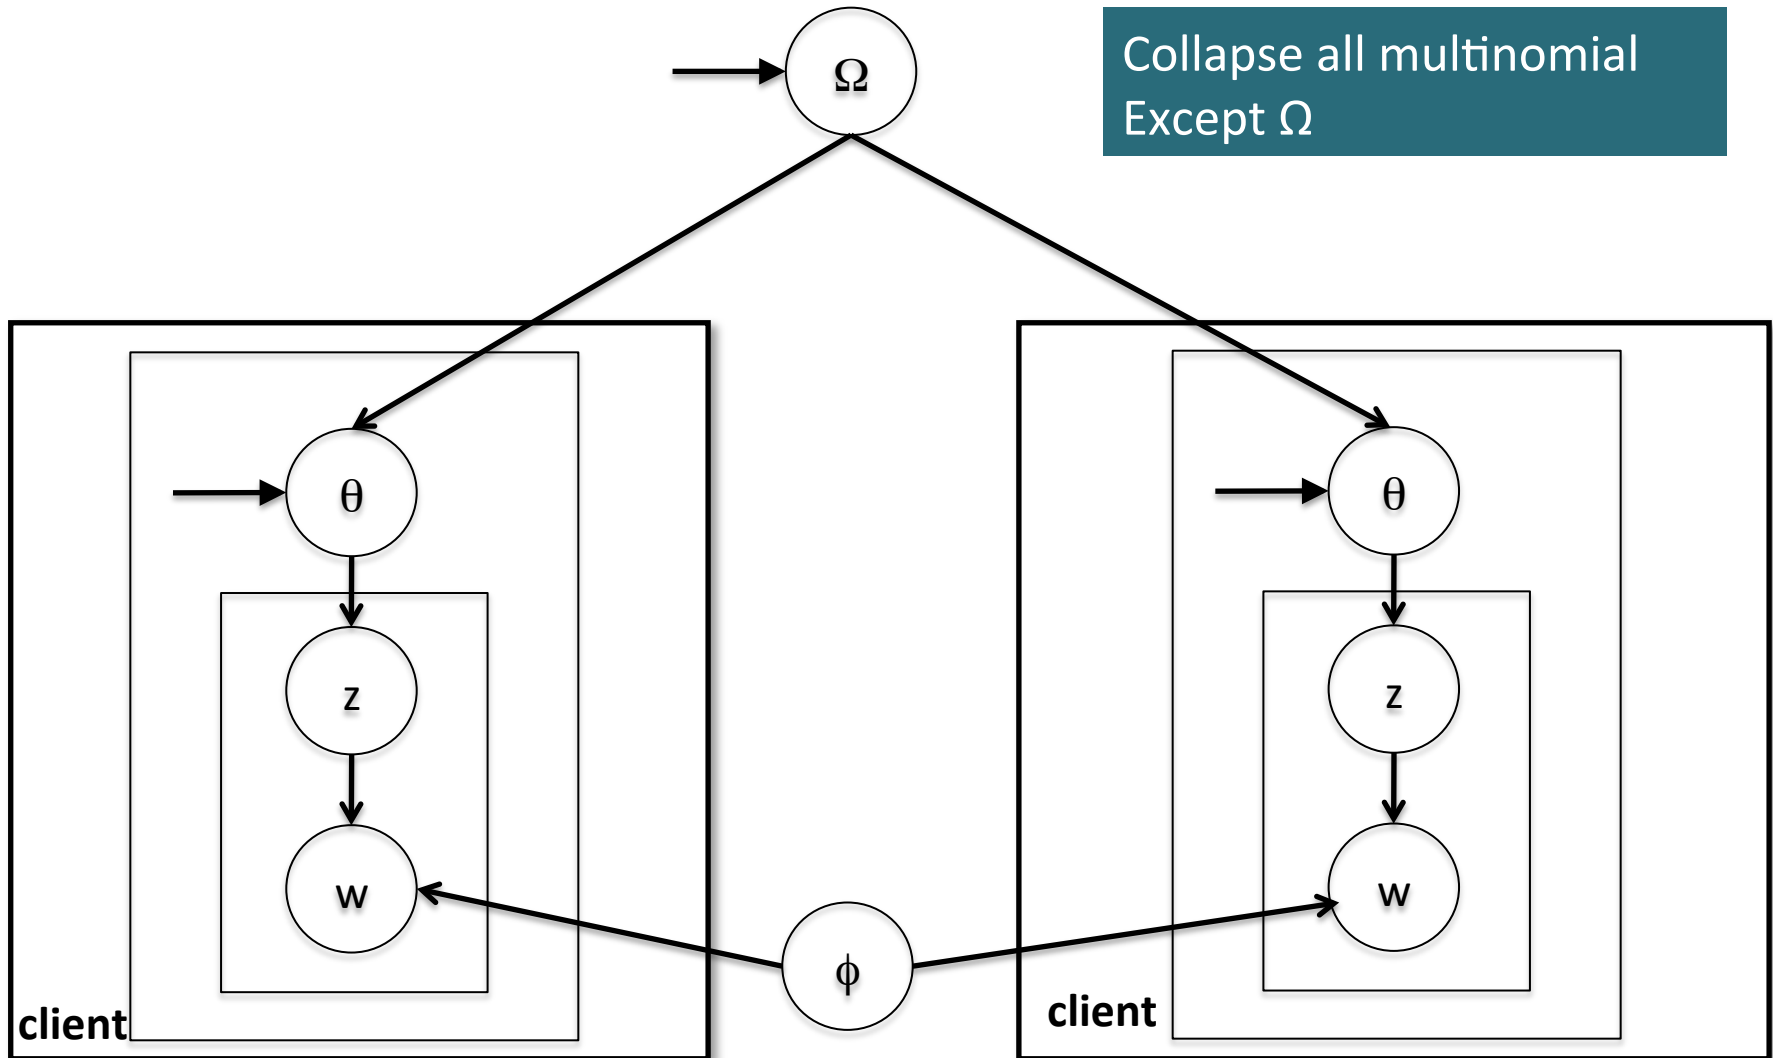 Ω
Collapse all multinomial
Except Ω
θ
θ
z
z
w
w
ϕ
client
client